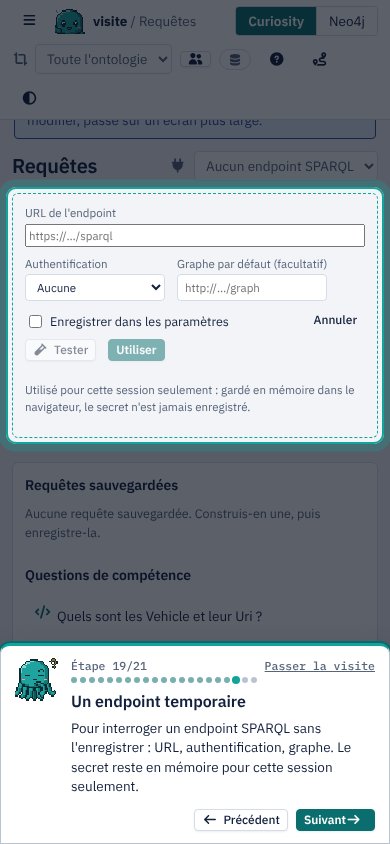 visite / Requêtes
Curiosity
Neo4j
Toute l'ontologie
modifier, passe sur un écran plus large.
Requêtes
Aucun endpoint SPARQL
URL de l'endpoint
https://.../sparql
Authentification
Graphe par défaut (facultatif)
Aucune
http://.../graph
Enregistrer dans les paramètres
Annuler
Tester
Utiliser
Utilisé pour cette session seulement : gardé en mémoire dans le
navigateur, le secret n'est jamais enregistré.
Requêtes sauvegardées
Aucune requête sauvegardée. Construis-en une, puis
enregistre-la.
Questions de compétence
Quels sont les Vehicle et leur Uri ?
Étape 19/21
Passer la visite
Un endpoint temporaire
Pour interroger un endpoint SPARQL sans
l'enregistrer : URL, authentification, graphe. Le
secret reste en mémoire pour cette session
seulement.
← Précédent
Suivant→